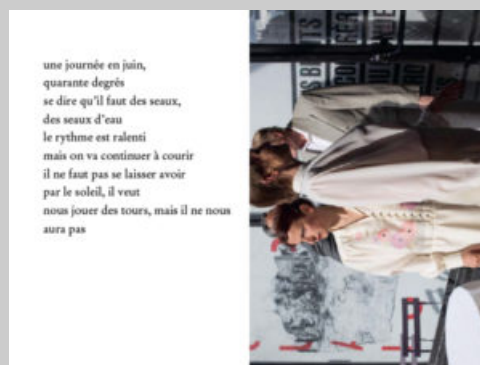 une journée en juin,
quarante degrés
se dire qu'il faut des seaux,
des seaux d'eau
le rythme est ralenti
mais on va continuer à courir
il ne faut pas se laisser avoir
par le soleil, il veut
nous jouer des tours, mais il ne nous
aura pas